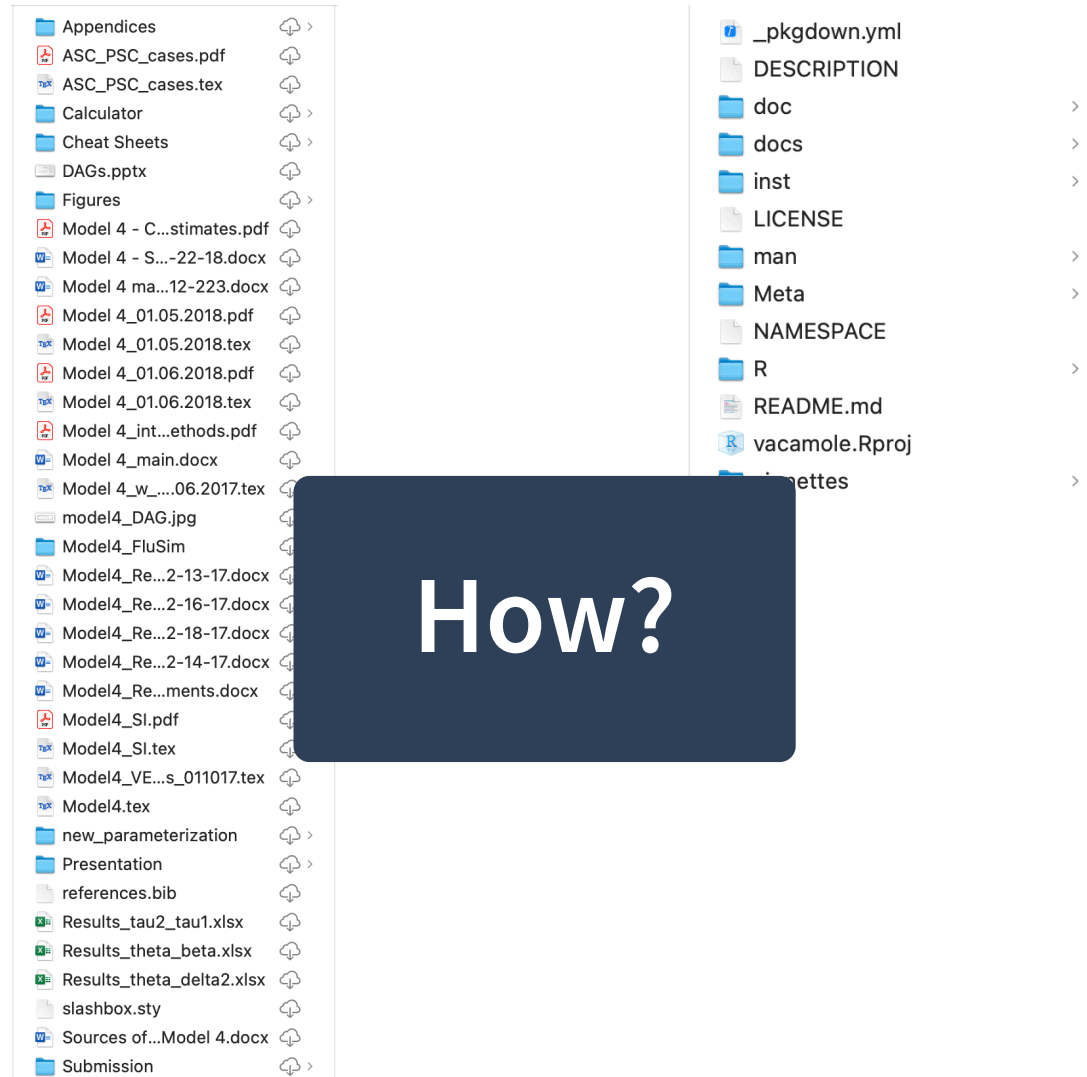 Appendices
ASC_PSC_cases.pdf
ASC_PSC_cases.tex
Calculator
Cheat Sheets
DAGs.pptx
Figures
Model 4 - C...stimates.pdf
Model 4 - S...-22-18.docx
Model 4 ma...12-223.docx
Model 4_01.05.2018.pdf
Model 4_01.05.2018.tex
Model 4_01.06.2018.pdf
Model 4_01.06.2018.tex
Model 4_int...ethods.pdf
Model 4_main.docx
Model 4_w_....06.2017.tex
model4_DAG.jpg
Model4_FluSim
Model4_Re...2-13-17.docx
Model4_Re...2-16-17.docx
Model4_Re...2-18-17.docx
Model4_Re...2-14-17.docx
Model4_Re...ments.docx
Model4_SI.pdf
Model4_SI.tex
Model4_VE...s_011017.tex
Model4.tex
new_parameterization
Presentation
references.bib
Results_tau2_tau1.xlsx
Results_theta_beta.xlsx
Results_theta_delta2.xlsx
slashbox.sty
Sources of...Model 4.docx
Submission
How?
_pkgdown.yml
DESCRIPTION
doc
docs
inst
LICENSE
man
Meta
NAMESPACE
R
README.md
vacamole.Rproj